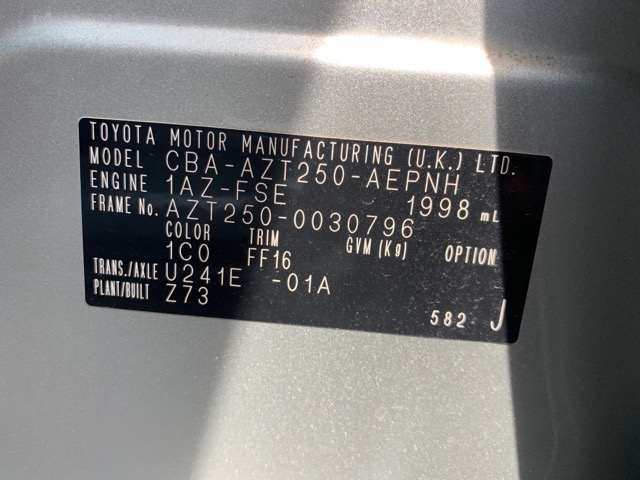 TOYOTA MOTOR MANUFACTURING (U.K.) LTD.
MODEL CBA-AZT250-AEPNH
ENGINE 1AZ-FSE 1998 mL
FRAME No. AZT250-0030796
COLOR TRIM GVM (Kg) OPTION
1C0 FF16
TRANS./AXLE U241E -01A
PLANT/BUILT Z73
582 J